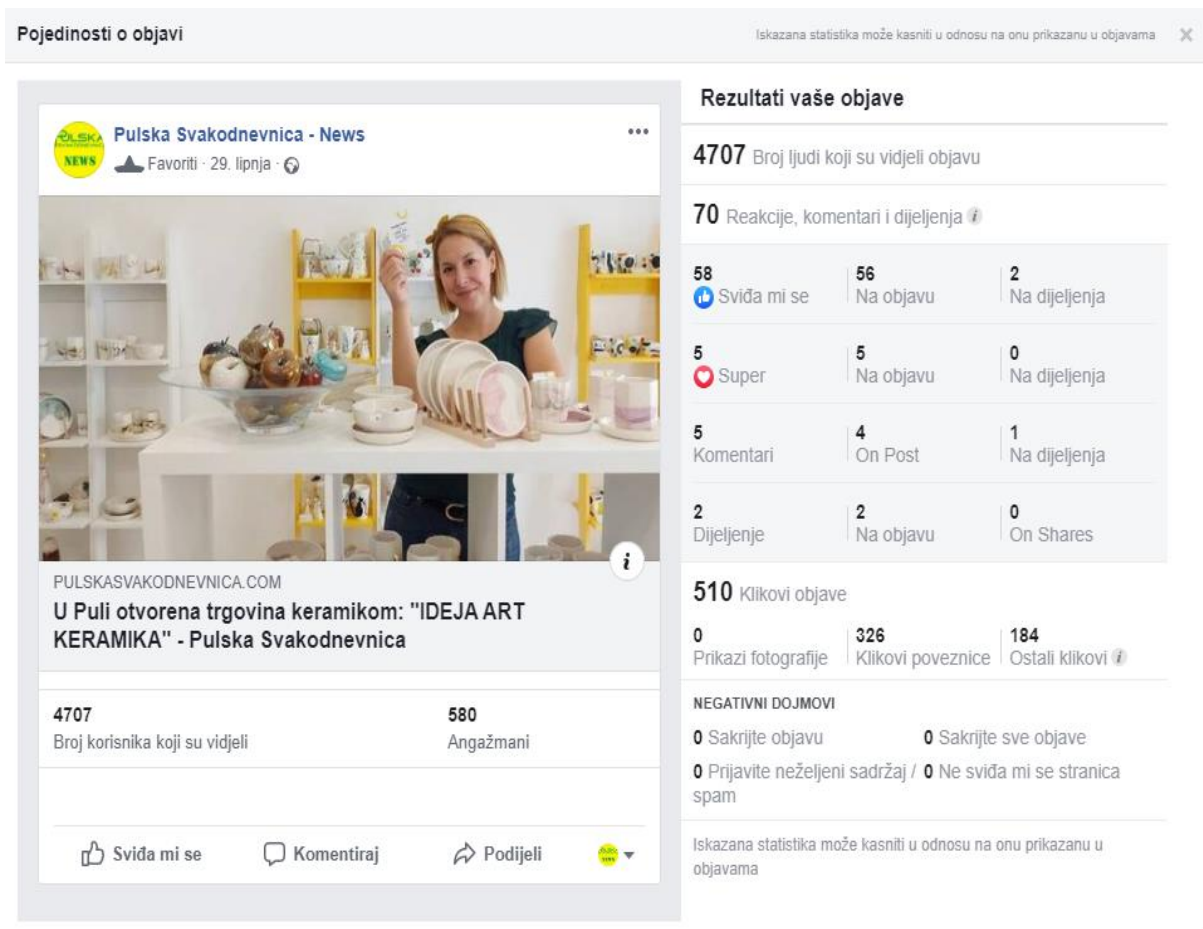 Pojedinosti o objavi
Iskazana statistika može kasniti u odnosu na onu prikazanu u objavama
PULSKA
NEWS
Pulska Svakodnevnica - News
Favoriti · 29. lipnja ·
PULSKASVAKODNEVNICA.COM
U Puli otvorena trgovina keramikom: "IDEJA ART
KERAMIKA" - Pulska Svakodnevnica
4707
Broj korisnika koji su vidjeli
580
Angažmani
Sviđa mi se
Komentiraj
Podijeli
Rezultati vaše objave
4707 Broj ljudi koji su vidjeli objavu
70 Reakcije, komentari i dijeljenja
58
Sviđa mi se
56
Na objavu
2
Na dijeljenja
5
Super
5
Na objavu
0
Na dijeljenja
5
Komentari
4
On Post
1
Na dijeljenja
2
Dijeljenje
2
Na objavu
0
On Shares
510 Klikovi objave
0
Prikazi fotografije
326
Klikovi poveznice
184
Ostali klikovi
NEGATIVNI DOJMOVI
0 Sakrijte objavu
0 Sakrijte sve objave
0 Prijavite neželjeni sadržaj /
spam
0 Ne sviđa mi se stranica
Iskazana statistika može kasniti u odnosu na onu prikazanu u
objavama